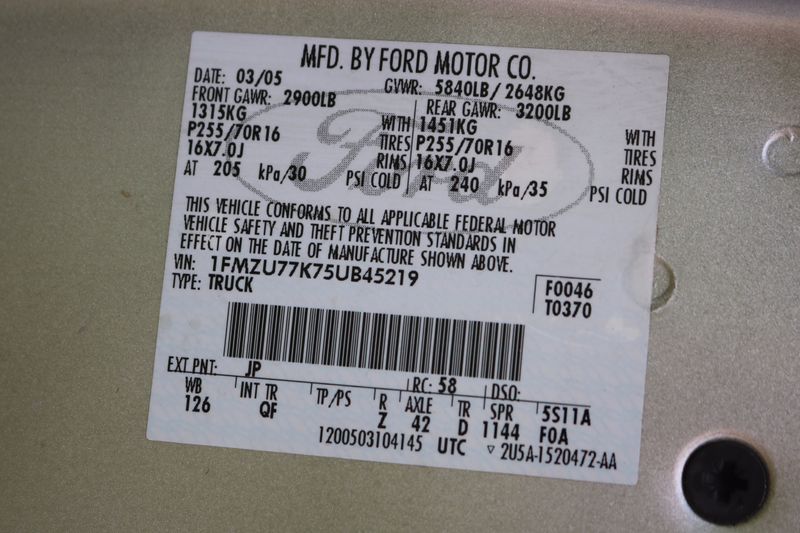 MFD. BY FORD MOTOR CO.
DATE: 03/05 GVWR: 5840LB/ 2648KG
FRONT GAWR: 2900LB REAR GAWR: 3200LB
1315KG WITH 1451KG WITH
P255/70R16 TIRES P255/70R16 TIRES
16X7.0J RIMS 16X7.0J RIMS
AT 205 kPa/30 PSI COLD AT 240 kPa/35 PSI COLD
Ford
THIS VEHICLE CONFORMS TO ALL APPLICABLE FEDERAL MOTOR
VEHICLE SAFETY AND THEFT PREVENTION STANDARDS IN
EFFECT ON THE DATE OF MANUFACTURE SHOWN ABOVE.
VIN: 1FMZU77K75UB45219
TYPE: TRUCK
F0046
T0370
EXT PNT: JP RC: 58 DSO:
WB INT TR TP/PS R AXLE TR SPR 5S11A
126 QF Z 42 D 1144 F0A
1200503104145 UTC ▽ 2U5A-1520472-AA